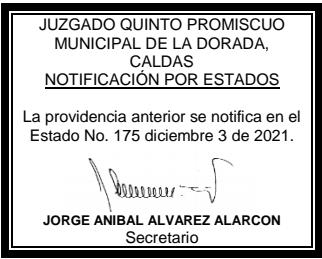 JUZGADO QUINTO PROMISCUO
MUNICIPAL DE LA DORADA,
CALDAS
NOTIFICACIÓN POR ESTADOS
La providencia anterior se notifica en el
Estado No. 175 diciembre 3 de 2021.
JORGE ANIBAL ALVAREZ ALARCON
Secretario